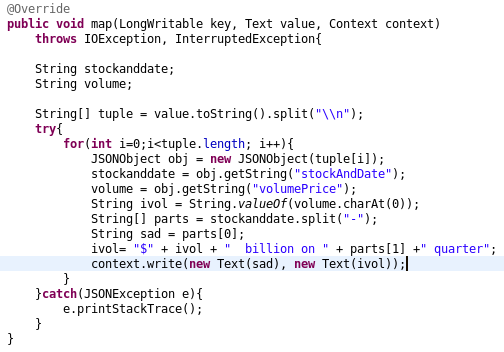 @Override
public void map(LongWritable key, Text value, Context context)
    throws IOException, InterruptedException{

    String stockanddate;
    String volume;

    String[] tuple = value.toString().split("\\n");
    try{
        for(int i=0;i<tuple.length; i++){
            JSONObject obj = new JSONObject(tuple[i]);
            stockanddate = obj.getString("stockAndDate");
            volume = obj.getString("volumePrice");
            String ivol = String.valueOf(volume.charAt(0));
            String[] parts = stockanddate.split("-");
            String sad = parts[0];
            ivol= "$" + ivol + "  billion on " + parts[1] +" quarter";
            context.write(new Text(sad), new Text(ivol));
        }
    }catch(JSONException e){
        e.printStackTrace();
    }
}